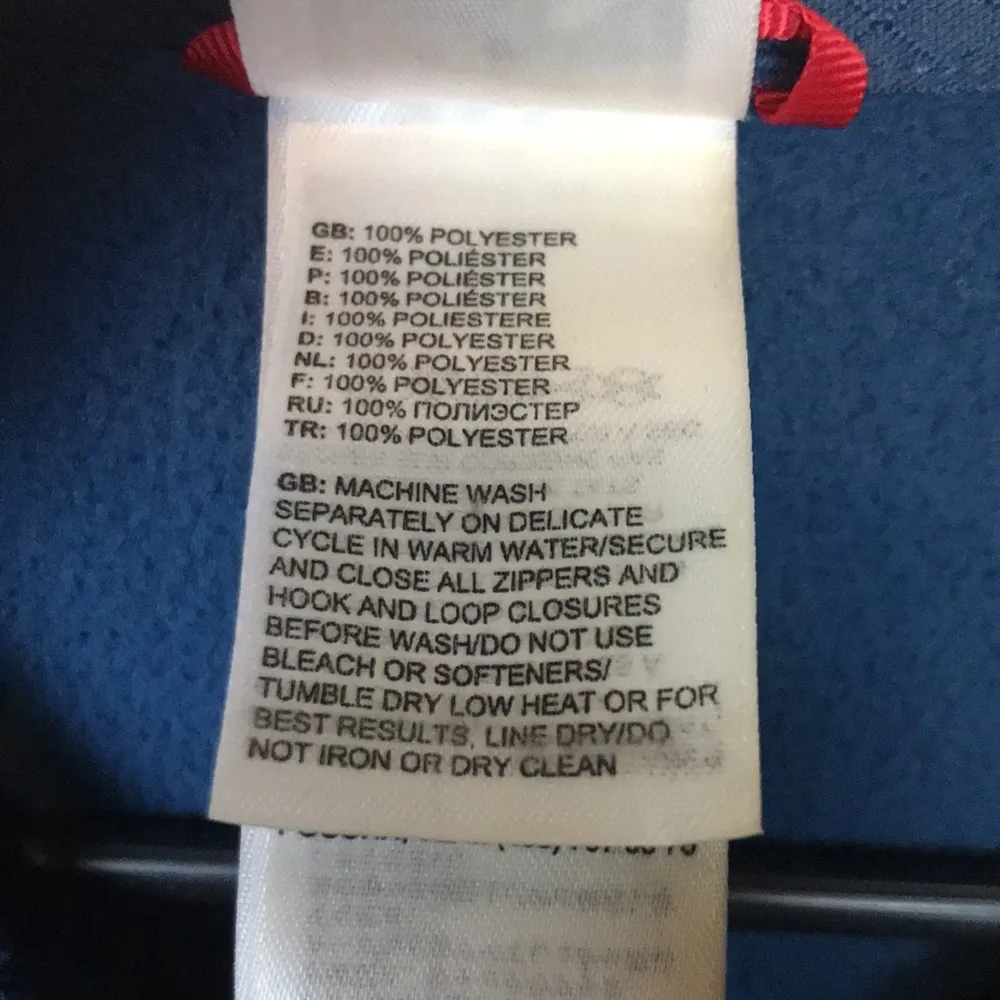 GB: 100% POLYESTER
E: 100% POLIÉSTER
P: 100% POLIÉSTER
B: 100% POLIÉSTER
I: 100% POLIESTERE
D: 100% POLYESTER
NL: 100% POLYESTER
F: 100% POLYESTER
RU: 100% ПОЛИЭСТЕР
TR: 100% POLYESTER
GB: MACHINE WASH
SEPARATELY ON DELICATE
CYCLE IN WARM WATER/SECURE
AND CLOSE ALL ZIPPERS AND
HOOK AND LOOP CLOSURES
BEFORE WASH/DO NOT USE
BLEACH OR SOFTENERS/
TUMBLE DRY LOW HEAT OR FOR
BEST RESULTS, LINE DRY/DO
NOT IRON OR DRY CLEAN